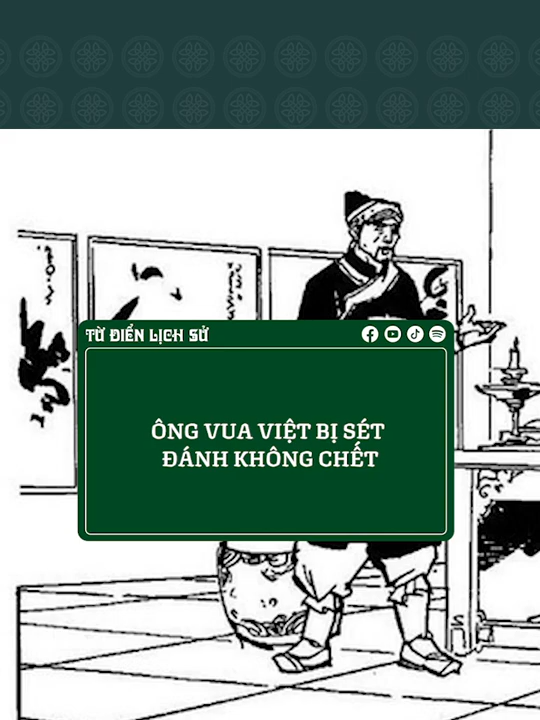 TỪ ĐIỂN LỊCH SỬ
ÔNG VUA VIỆT BỊ SÉT
ĐÁNH KHÔNG CHẾT